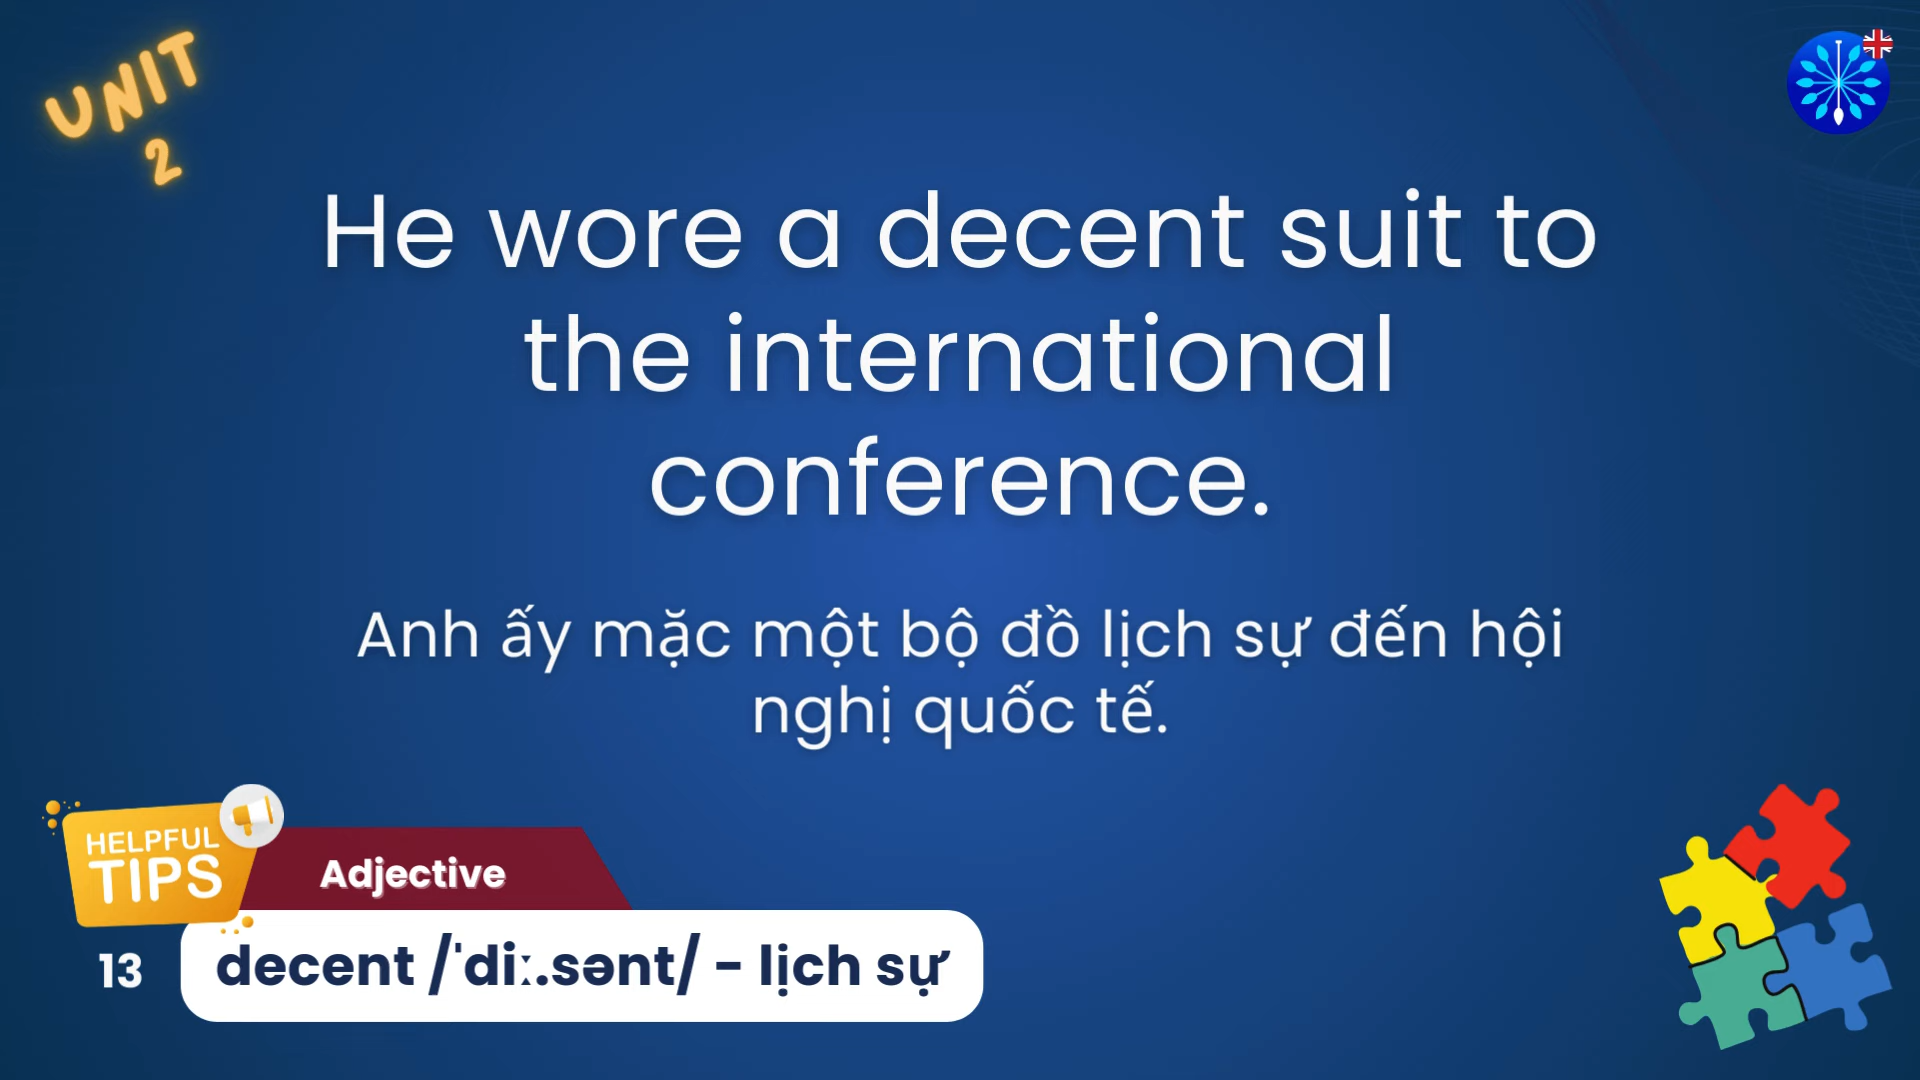 UNIT
2
He wore a decent suit to
the international
conference.
Anh ấy mặc một bộ đồ lịch sự đến hội
nghị quốc tế.
HELPFUL
TIPS
Adjective
13
decent /ˈdiː.sənt/ - lịch sự